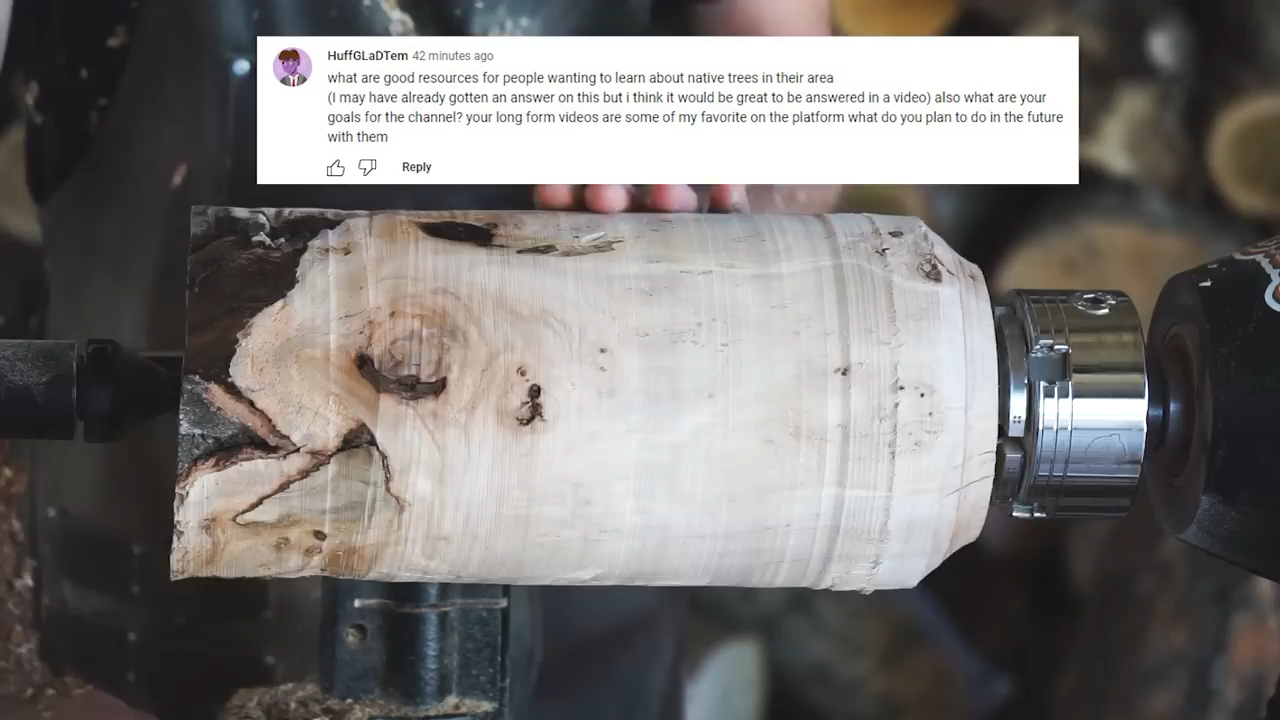 HuffGLaDTem 42 minutes ago
what are good resources for people wanting to learn about native trees in their area
(I may have already gotten an answer on this but i think it would be great to be answered in a video) also what are your
goals for the channel? your long form videos are some of my favorite on the platform what do you plan to do in the future
with them
Reply